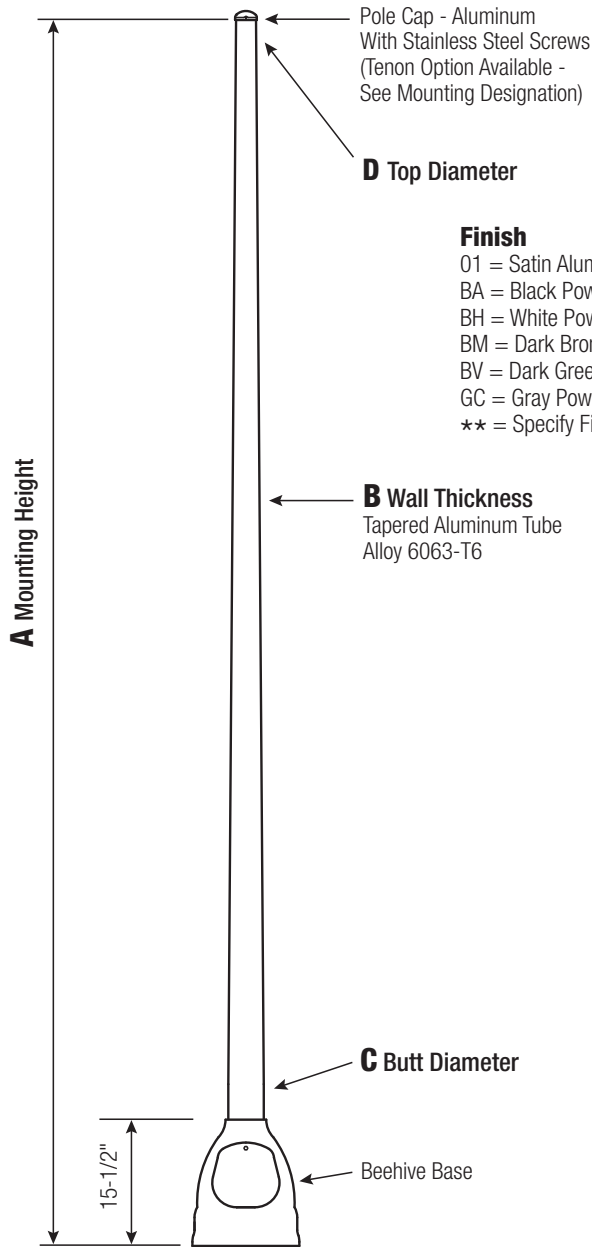 Pole Cap - Aluminum
With Stainless Steel Screws
(Tenon Option Available -
See Mounting Designation)
D Top Diameter
Finish
01 = Satin Alum
BA = Black Pow
BH = White Pow
BM = Dark Bron
BV = Dark Gree
GC = Gray Pow
** = Specify Fi
B Wall Thickness
Tapered Aluminum Tube
Alloy 6063-T6
A Mounting Height
C Butt Diameter
15-1/2"
Beehive Base